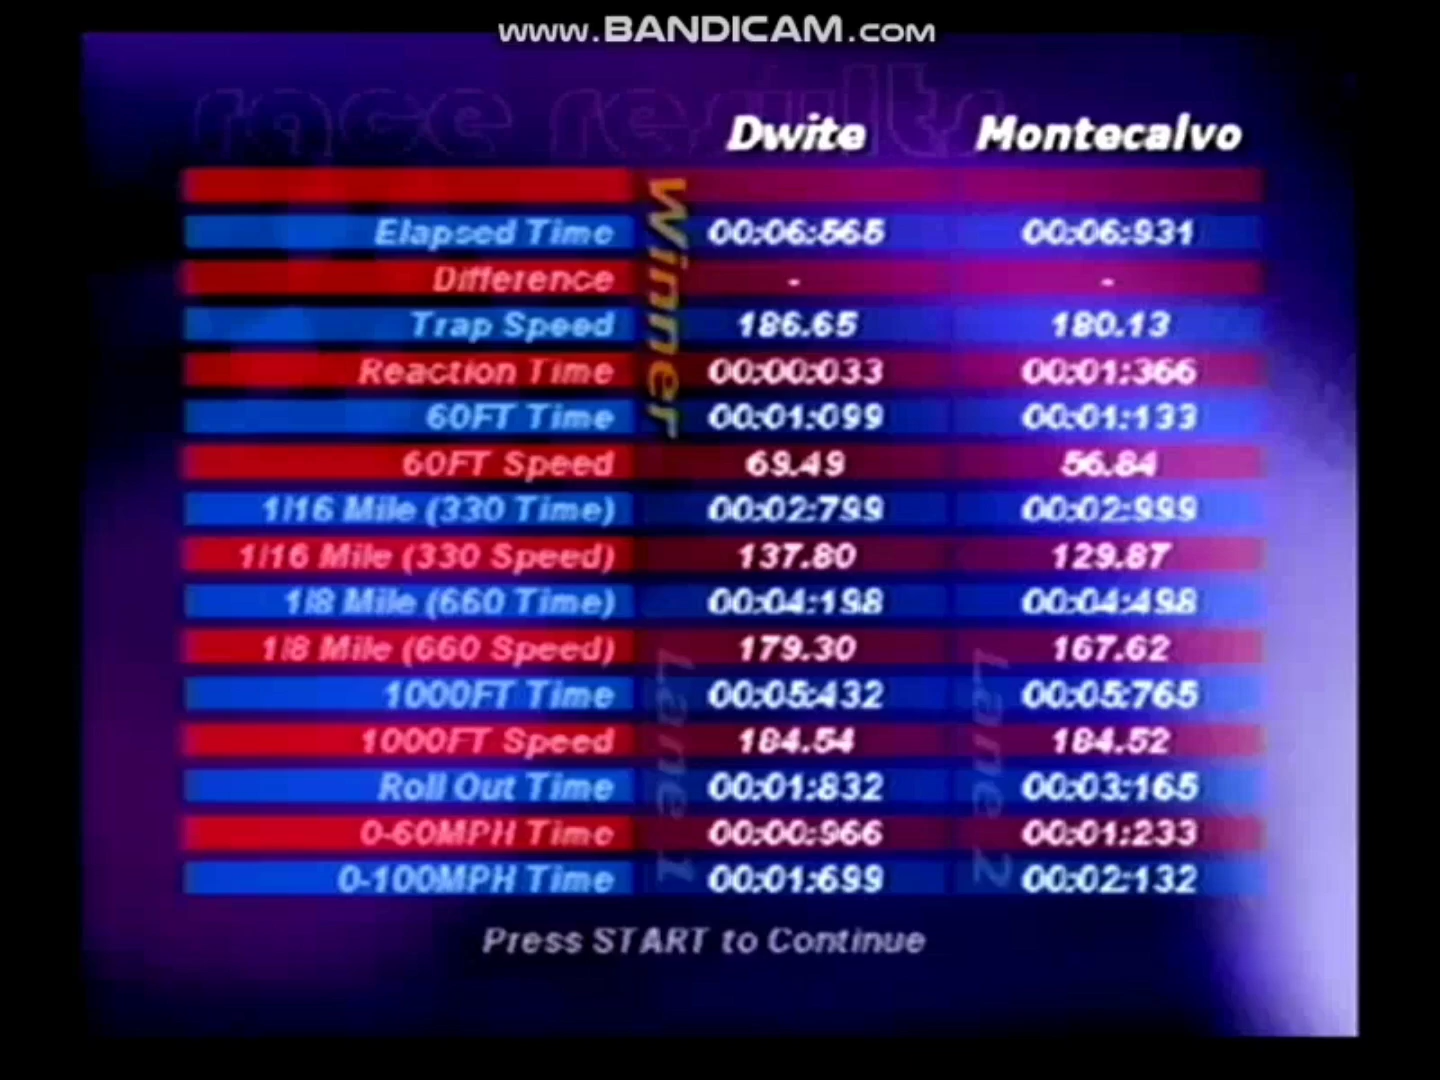 www.BANDICAM.com
race results
Dwite Montecalvo
Winner
Elapsed Time 00:06:565 00:06:931
Difference - -
Trap Speed 186.65 180.13
Reaction Time 00:00:033 00:01:366
60FT Time 00:01:099 00:01:133
60FT Speed 69.49 56.84
1/16 Mile (330 Time) 00:02:799 00:02:999
1/16 Mile (330 Speed) 137.80 129.87
1/8 Mile (660 Time) 00:04:198 00:04:498
1/8 Mile (660 Speed) 179.30 167.62
1000FT Time 00:05:432 00:05:765
1000FT Speed 184.54 184.52
Roll Out Time 00:01:832 00:03:165
0-60MPH Time 00:00:966 00:01:233
0-100MPH Time 00:01:699 00:02:132
Lane 1 Lane 2
Press START to Continue